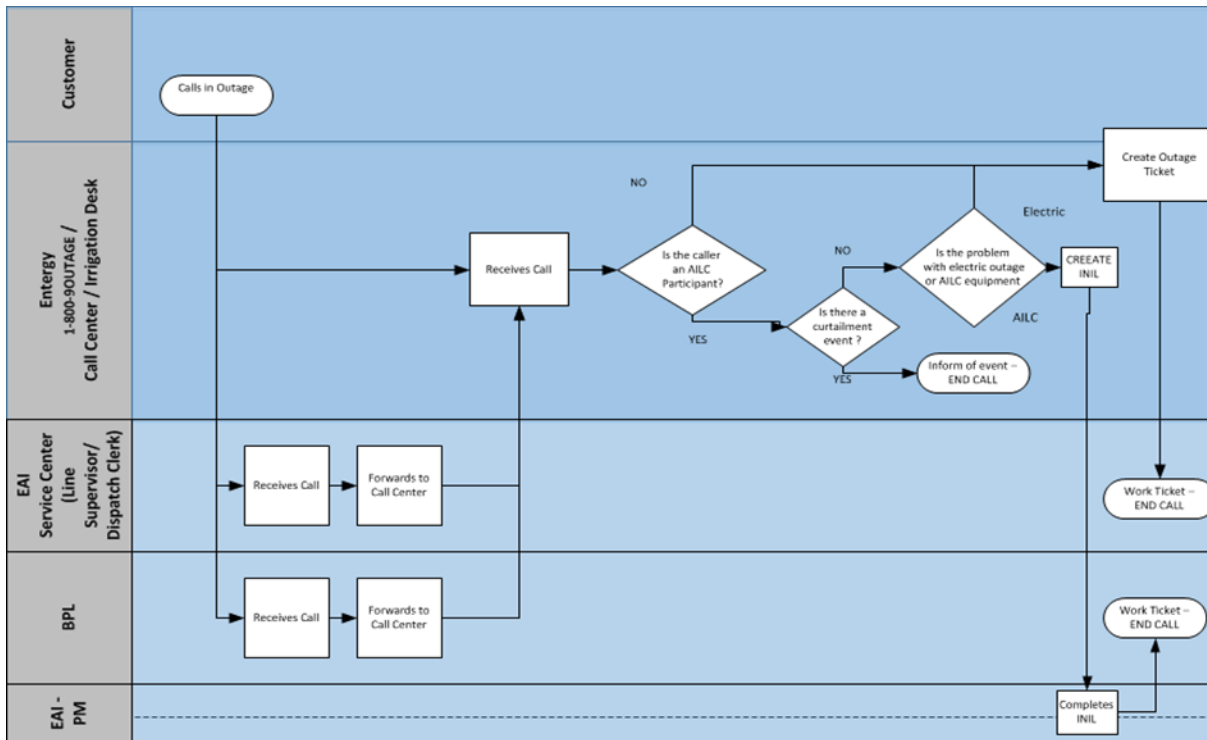 Customer
Calls in Outage
Entergy
1-800-9OUTAGE /
Call Center / Irrigation Desk
Receives Call
Is the caller
an AILC
Participant?
NO
YES
Is there a
curtailment
event ?
NO
YES
Inform of event –
END CALL
Is the problem
with electric outage
or AILC equipment
Electric
AILC
CREEATE
INIL
Create Outage
Ticket
EAI
Service Center
(Line
Supervisor/
Dispatch Clerk)
Receives Call
Forwards to
Call Center
Work Ticket –
END CALL
BPL
Receives Call
Forwards to
Call Center
Work Ticket –
END CALL
EAI -
PM
Completes
INIL